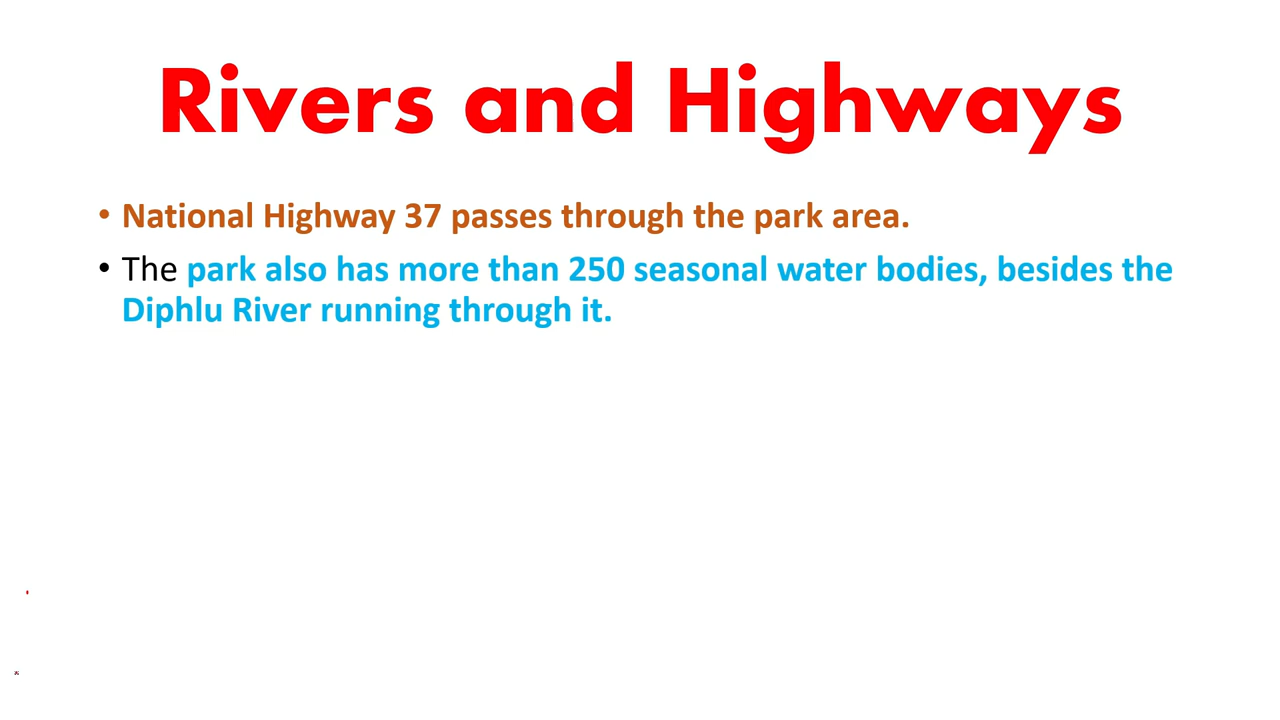 Rivers and Highways
• National Highway 37 passes through the park area.
• The park also has more than 250 seasonal water bodies, besides the
Diphlu River running through it.